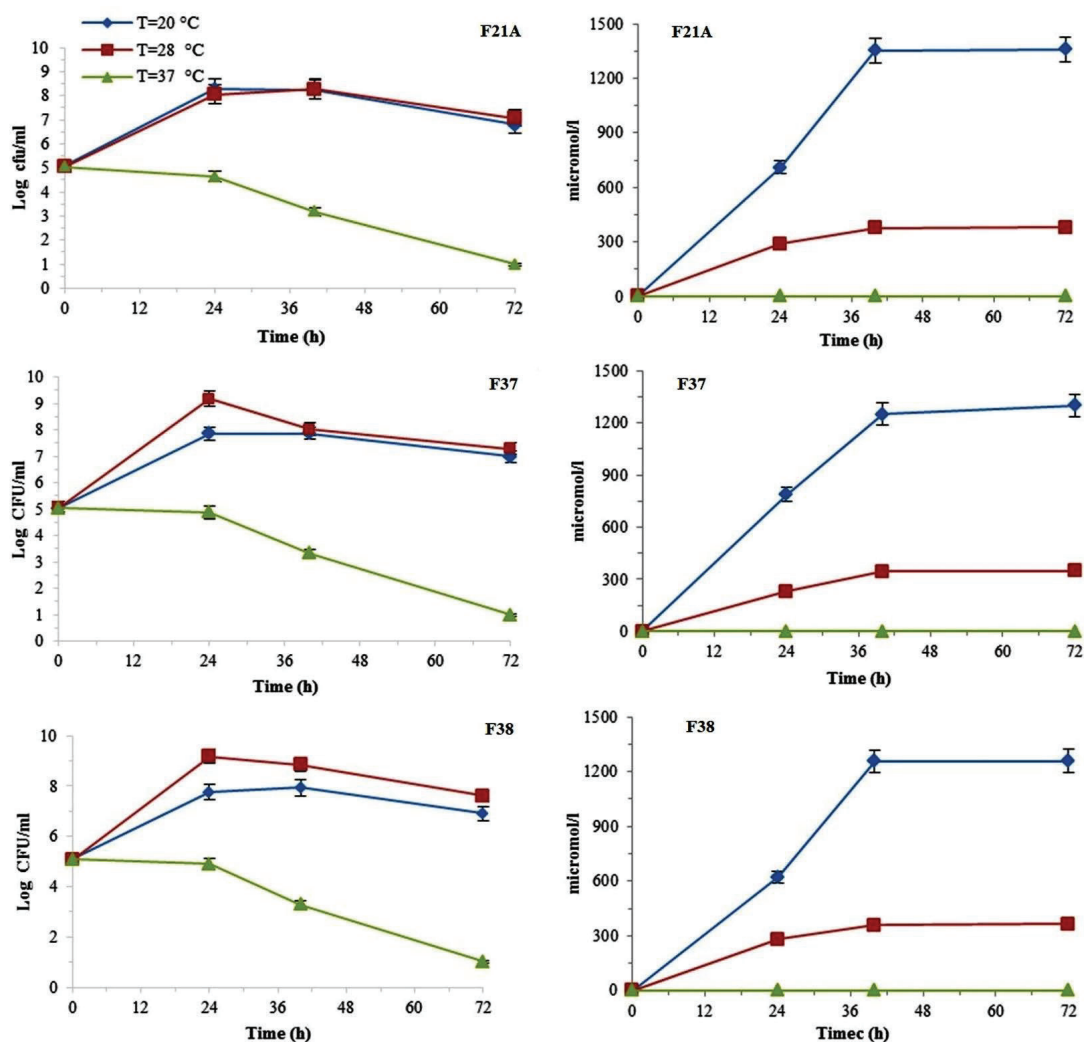 T=20 °C
T=28 °C
T=37 °C
F21A
10
9
8
7
6
5
4
3
2
1
0
Log cfu/ml
0 12 24 36 48 60 72
Time (h)
F21A
1500
1200
900
600
300
0
micromol/l
0 12 24 36 48 60 72
Time (h)
F37
10
9
8
7
6
5
4
3
2
1
0
Log CFU/ml
0 12 24 36 48 60 72
Time (h)
F37
1500
1200
900
600
300
0
micromol/l
0 12 24 36 48 60 72
Time (h)
F38
10
8
6
4
2
0
Log CFU/ml
0 12 24 36 48 60 72
Time (h)
F38
1500
1200
900
600
300
0
micromol/l
0 12 24 36 48 60 72
Timec (h)